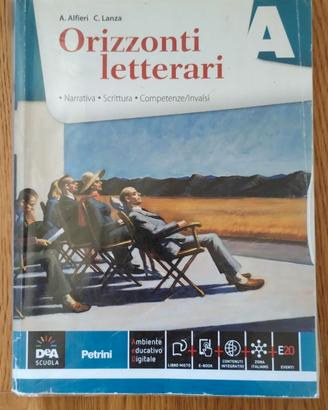 A. Alfieri C. Lanza
A
Orizzonti
letterari
• Narrativa • Scrittura • Competenze/Invalsi
DeA
SCUOLA
Petrini
Ambiente
educativo
Digitale
LIBRO MISTO
+
E-BOOK
+
CONTENUTI
INTEGRATIVI
+
ZONA
ITALIANO
+
E20
EVENTI